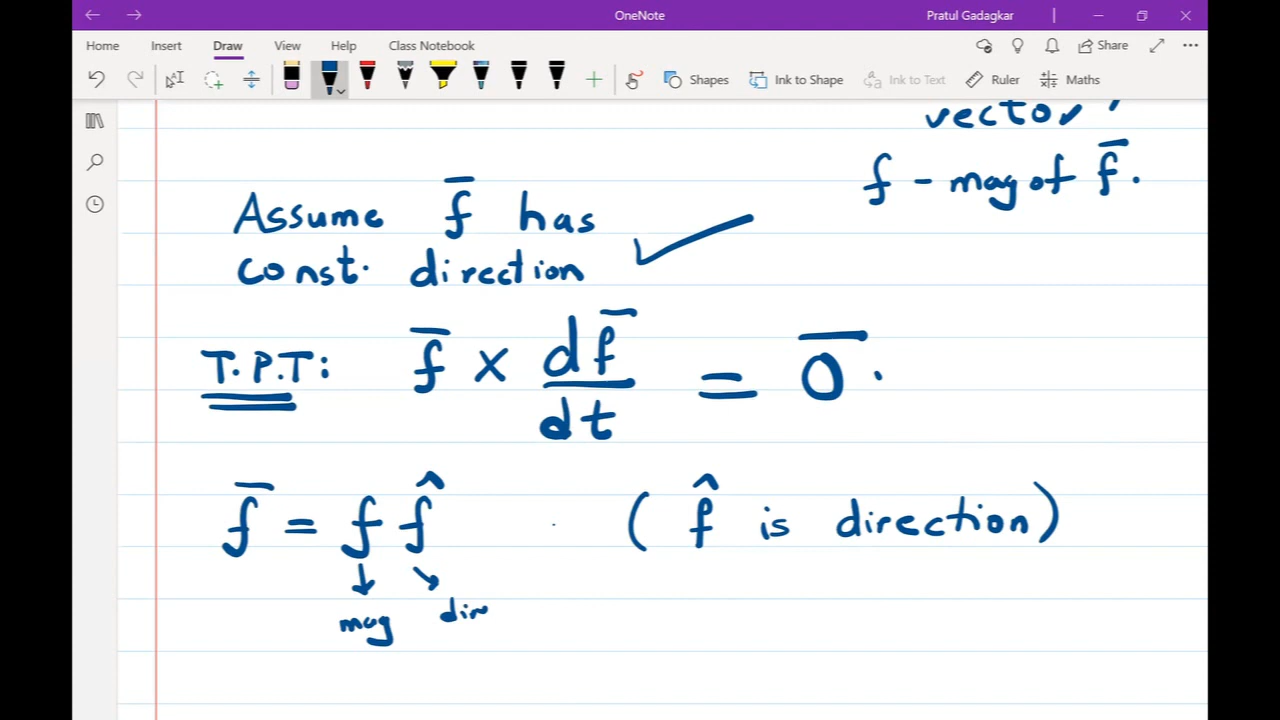 OneNote
Pratul Gadagkar
Home Insert Draw View Help Class Notebook
Share
Shapes Ink to Shape Ink to Text Ruler Maths
vector,
f - mag of f̅.
Assume f̅ has
const. direction ✓
T.P.T: f̅ × df̅/dt = 0̅.
f̅ = f f̂ (f̂ is direction)
mag dir